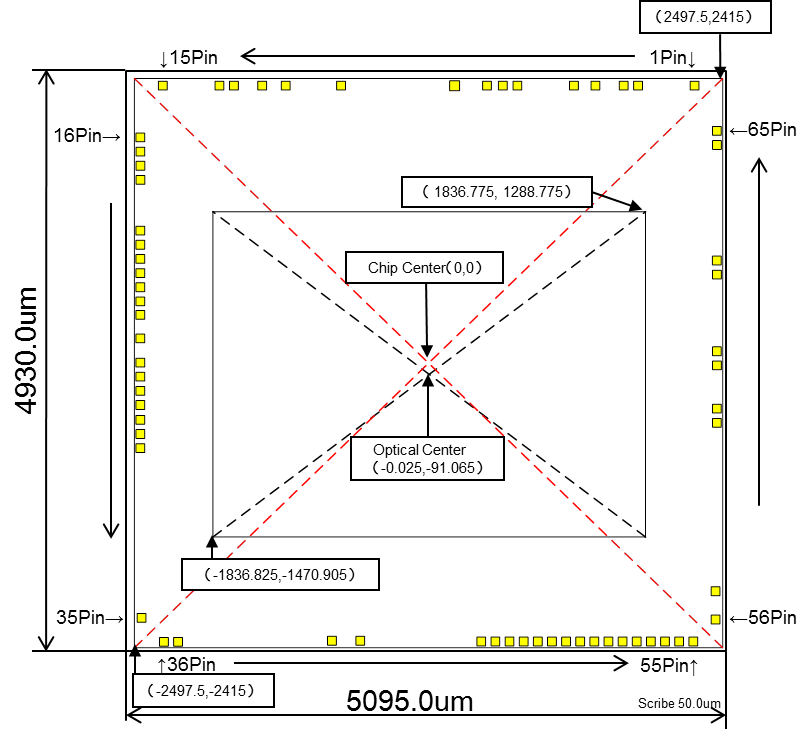 （2497.5,2415）
↓15Pin
1Pin↓
16Pin→
←65Pin
（ 1836.775, 1288.775）
Chip Center（0,0）
4930.0um
Optical Center
（-0.025,-91.065）
（-1836.825,-1470.905）
35Pin→
←56Pin
↑36Pin
55Pin↑
（-2497.5,-2415）
5095.0um
Scribe 50.0um